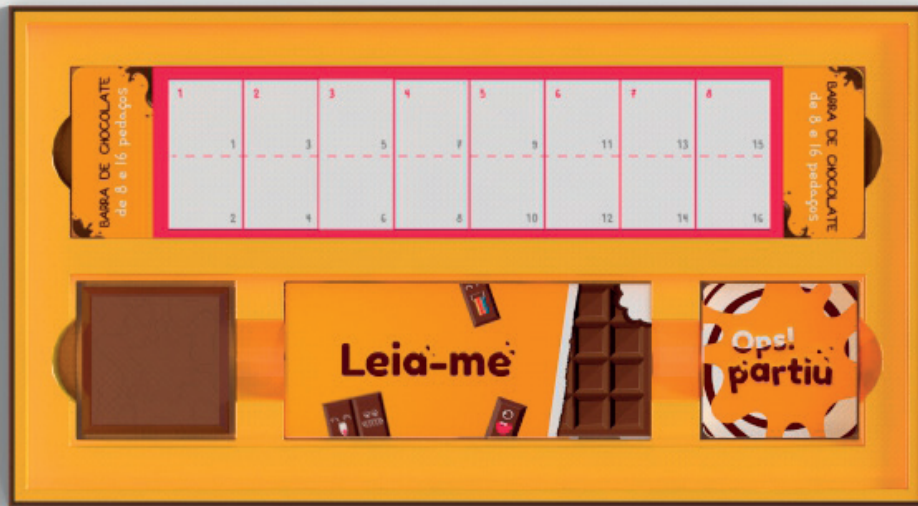 BARRA DE CHOCOLATE
de 8 e 16 pedaços
1 2 3 4 5 6 7 8
1 3 5 7 9 11 13 15
2 4 6 8 10 12 14 16
BARRA DE CHOCOLATE
de 8 e 16 pedaços
Leia-me
Ops!
partiu